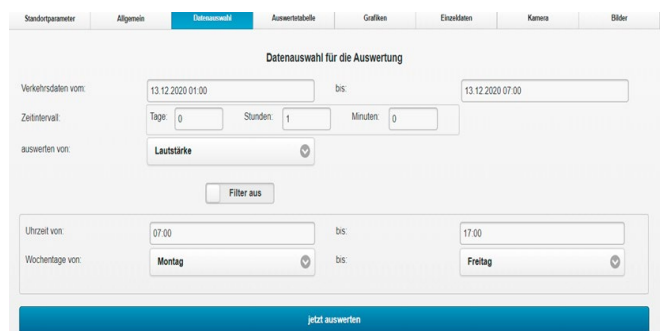 Standortparameter Allgemein Datenauswahl Auswertetabelle Grafiken Einzeldaten Kamera Bilder
Datenauswahl für die Auswertung
Verkehrsdaten vom: 13.12.2020 01:00 bis: 13.12.2020 07:00
Zeitintervall: Tage: 0 Stunden: 1 Minuten: 0
auswerten von: Lautstärke
Filter aus
Uhrzeit von: 07:00 bis: 17:00
Wochentage von: Montag bis: Freitag
jetzt auswerten